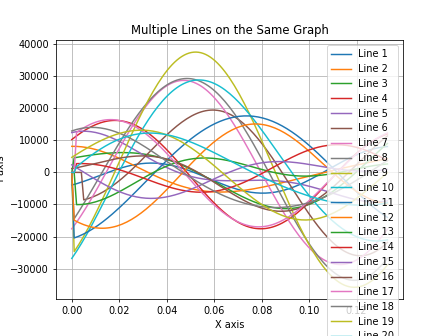 Multiple Lines on the Same Graph
40000
30000
20000
10000
0
−10000
−20000
−30000
0.00
0.02
0.04
0.06
0.08
0.10
X axis
Line 1
Line 2
Line 3
Line 4
Line 5
Line 6
Line 7
Line 8
Line 9
Line 10
Line 11
Line 12
Line 13
Line 14
Line 15
Line 16
Line 17
Line 18
Line 19
Line 20